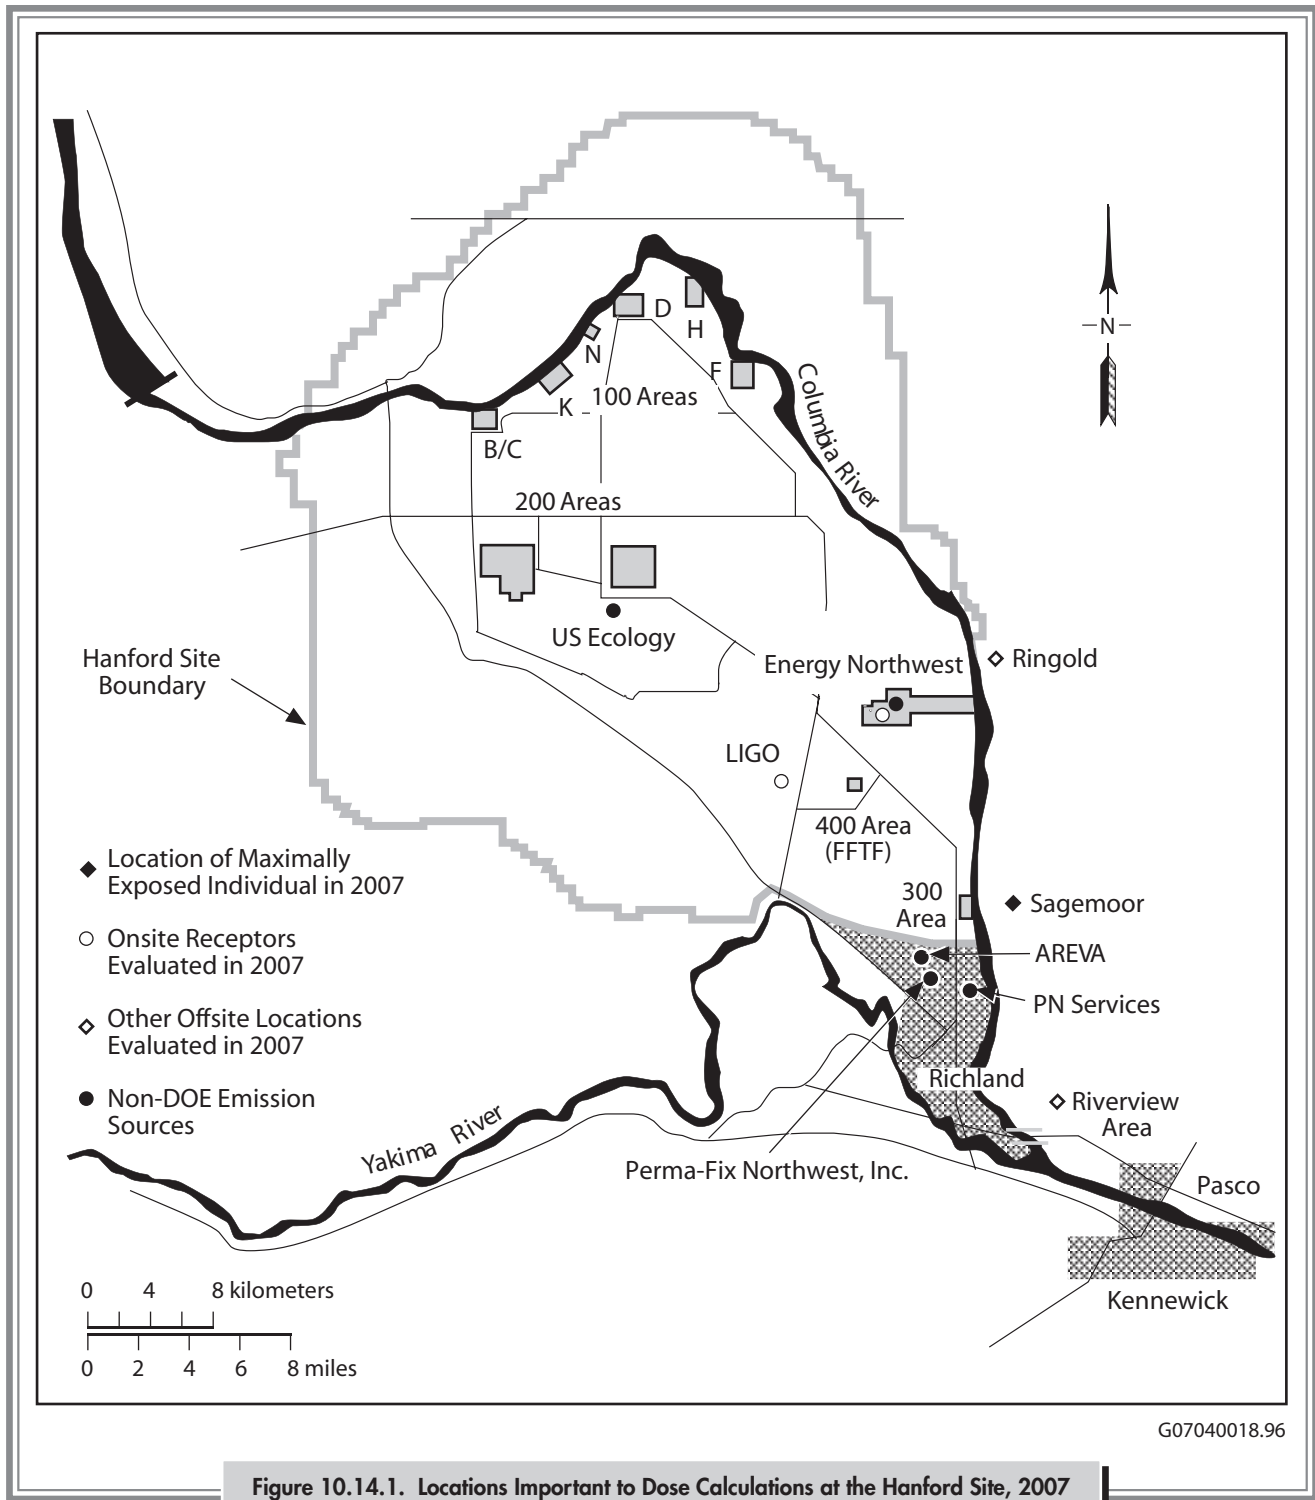 N
D
H
N
F
K
100 Areas
B/C
Columbia River
200 Areas
US Ecology
Hanford Site
Boundary
Energy Northwest
Ringold
LIGO
400 Area
(FFTF)
300
Area
Sagemoor
AREVA
PN Services
Richland
Riverview
Area
Yakima River
Perma-Fix Northwest, Inc.
Pasco
Kennewick
Location of Maximally
Exposed Individual in 2007
Onsite Receptors
Evaluated in 2007
Other Offsite Locations
Evaluated in 2007
Non-DOE Emission
Sources
0 4 8 kilometers
0 2 4 6 8 miles
G07040018.96
Figure 10.14.1. Locations Important to Dose Calculations at the Hanford Site, 2007